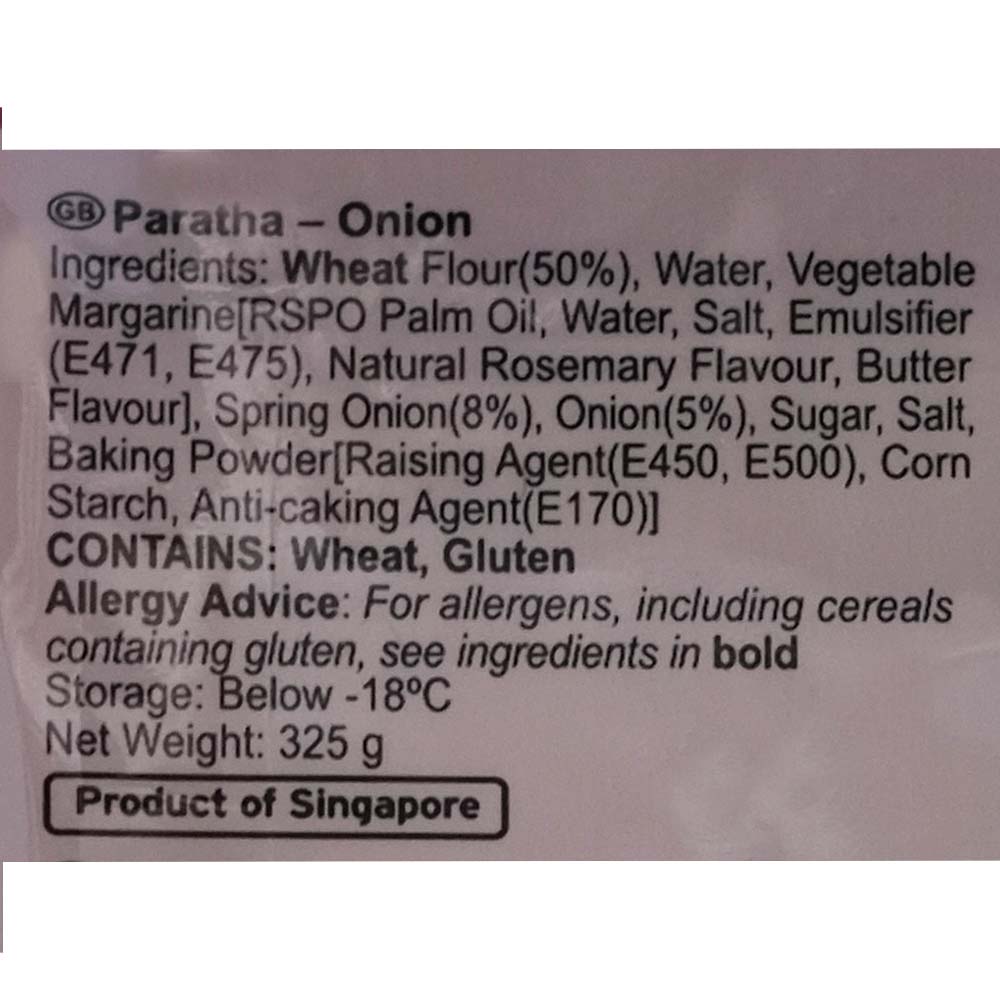 GB Paratha – Onion
Ingredients: Wheat Flour(50%), Water, Vegetable
Margarine[RSPO Palm Oil, Water, Salt, Emulsifier
(E471, E475), Natural Rosemary Flavour, Butter
Flavour], Spring Onion(8%), Onion(5%), Sugar, Salt,
Baking Powder[Raising Agent(E450, E500), Corn
Starch, Anti-caking Agent(E170)]
CONTAINS: Wheat, Gluten
Allergy Advice: For allergens, including cereals
containing gluten, see ingredients in bold
Storage: Below -18ºC
Net Weight: 325 g
Product of Singapore